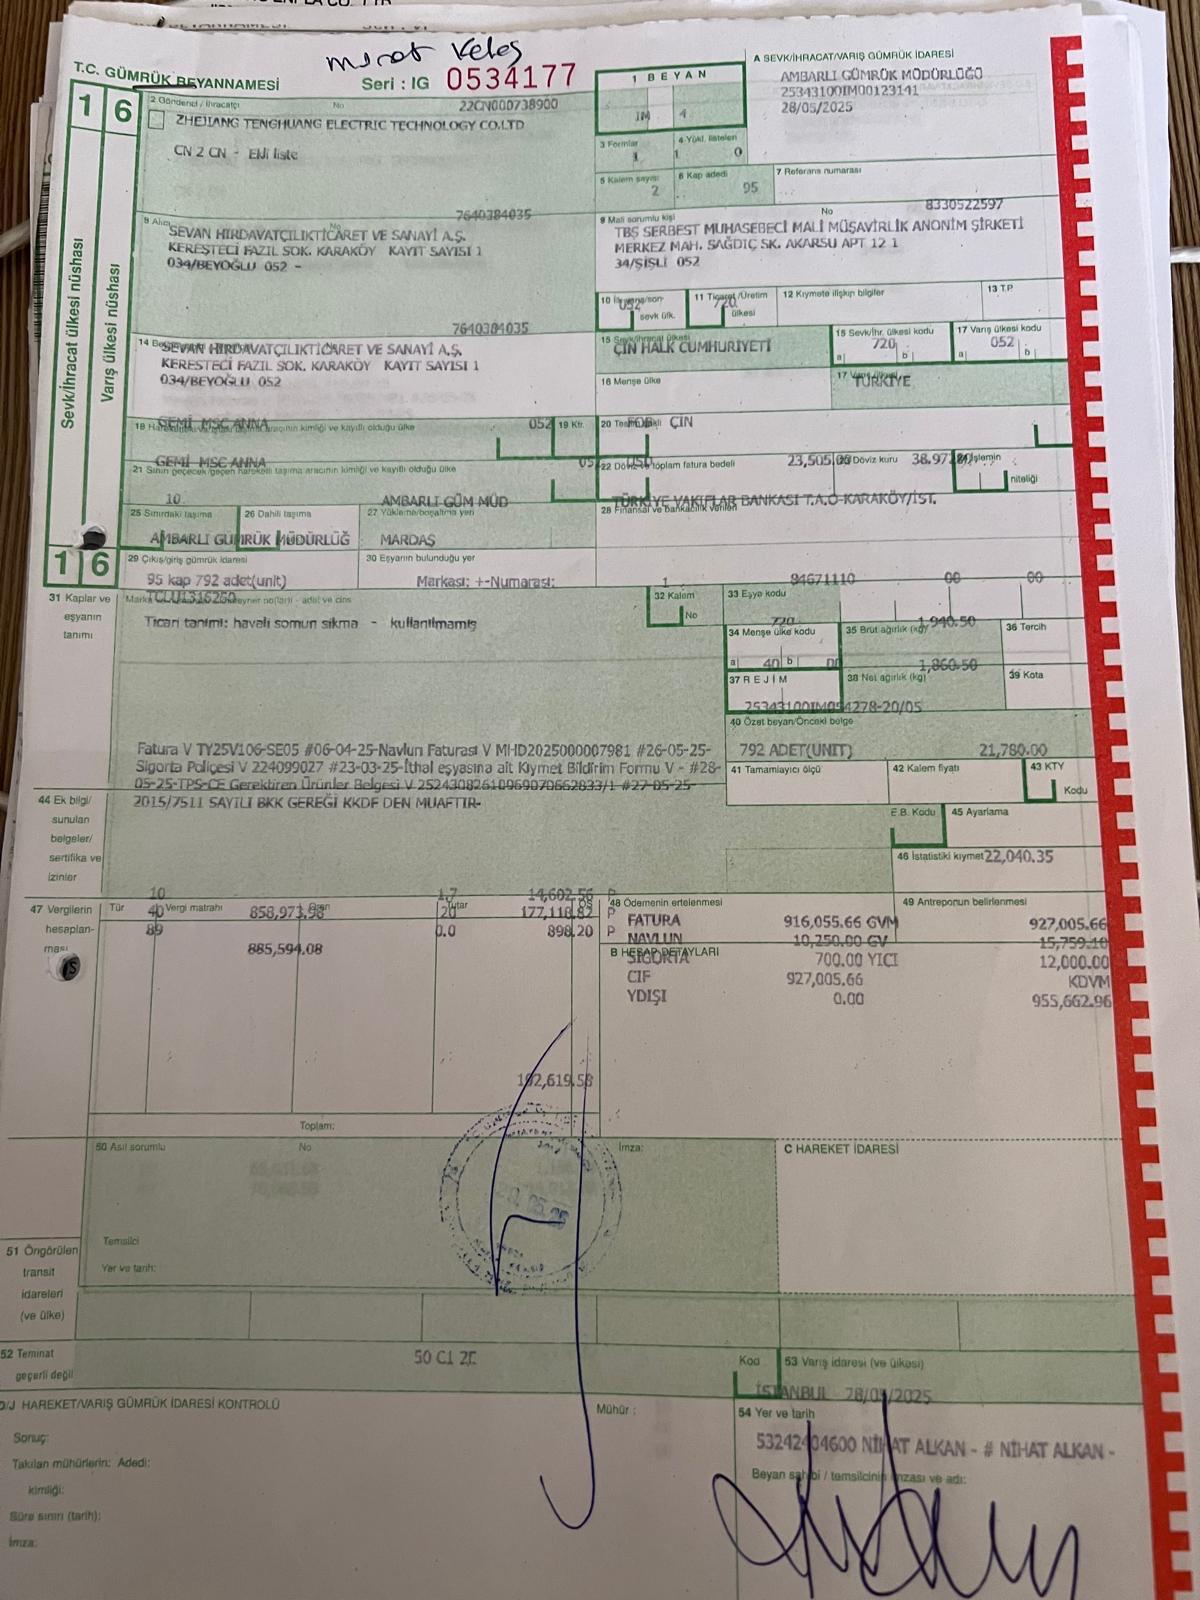 Murat Keleş
T.C. GÜMRÜK BEYANNAMESİ
Seri : IG 0534177
1 6
Sevk/İhracat ülkesi nüshası
Varış ülkesi nüshası
1 BEYAN
IM 4
A SEVK/İHRACAT/VARIŞ GÜMRÜK İDARESİ
AMBARLI GÜMRÜK MÜDÜRLÜĞÜ
25343100IM00123141
28/05/2025
2 Gönderici / İhracatçı No 22CN000738900
ZHEJIANG TENGHUANG ELECTRIC TECHNOLOGY CO.LTD
CN 2 CN - Ekli liste
3 Formlar 4 Yükl. listeleri
1 1 0
5 Kalem sayısı 6 Kap adedi 7 Referans numarası
2 95
8 Alıcı No 7640384035
SEVAN HIRDAVATÇILIKTİCARET VE SANAYİ A.Ş.
KERESTECİ FAZIL SOK. KARAKÖY KAYIT SAYISI 1
034/BEYOĞLU 052 -
9 Mali sorumlu kişi No 8330522597
TBS SERBEST MUHASEBECİ MALİ MÜŞAVİRLİK ANONİM ŞİRKETİ
MERKEZ MAH. SAĞDIÇ SK. AKARSU APT 12 1
34/ŞİŞLİ 052
10 sevk ülk. 052
11 Ticaret/Üretim ülkesi 720
12 Kıymete ilişkin bilgiler
13 T.P.
7640384035
14
SEVAN HIRDAVATÇILIKTİCARET VE SANAYİ A.Ş.
KERESTECİ FAZIL SOK. KARAKÖY KAYIT SAYISI 1
034/BEYOĞLU 052
15 Sevk/İhracat ülkesi
ÇİN HALK CUMHURİYETİ
15 Sevk/İhr. ülkesi kodu
a 720 b
17 Varış ülkesi kodu
a 052 b
16 Menşe ülke
17 Varış ülkesi
TÜRKİYE
GEMİ MSC ANNA 052
18 taşıma aracının kimliği ve kayıtlı olduğu ülke
19 Ktr.
20 Teslim şekli FOB ÇİN
GEMİ MSC ANNA 052
21 Sınırı geçecek/geçen hareketli taşıma aracının kimliği ve kayıtlı olduğu ülke
22 Döviz ve toplam fatura bedeli USD 23,505.00
23 Döviz kuru
24 İşlemin niteliği
10 AMBARLI GÜM MÜD
25 Sınırdaki taşıma
26 Dahili taşıma
27 Yükleme/boşaltma yeri
TÜRKİYE VAKIFLAR BANKASI T.A.O-KARAKÖY/İST.
28 Finansal ve bankacılık verileri
AMBARLI GÜMRÜK MÜDÜRLÜĞ MARDAŞ
29 Çıkış/giriş gümrük idaresi
30 Eşyanın bulunduğu yer
1 6
31 Kaplar ve eşyanın tanımı
95 kap 792 adet(unit) Markası: +-Numarası:
Ticari tanimi: havali somun sikma - kullanilmamiş
32 Kalem No 1
33 Eşya kodu 84671110 00 00
34 Menşe ülke kodu
a 720 b
35 Brüt ağırlık (kg) 1,940.50
36 Tercih
37 REJİM 40 00
38 Net ağırlık (kg) 1,860.50
39 Kota
25343100IM054278-20/05
40 Özet beyan/Önceki belge
792 ADET(UNIT) 21,780.00
41 Tamamlayıcı ölçü
42 Kalem fiyatı
43 KTY Kodu
44 Ek bilgi/ sunulan belgeler/ sertifika ve izinler
Fatura V TY25V106-SE05 #06-04-25-Navlun Faturası V MHD2025000007981 #26-05-25-
Sigorta Poliçesi V 224099027 #23-03-25-İthal eşyasına ait Kıymet Bildirim Formu V - #28-
05-25-TPS-CE Gerektiren Ürünler Belgesi V 25243082610969070662833/1 #27-05-25-
2015/7511 SAYILI BKK GEREĞİ KKDF DEN MUAFTIR-
E.B. Kodu
45 Ayarlama
46 İstatistiki kıymet 22,040.35
47 Vergilerin hesaplanması
Tür Vergi matrahı Oran Tutar ÖŞ
10 858,973.98 1.7 14,602.56 P
40 885,594.08 20 177,118.82 P
89 0.0 898.20 P
192,619.58
Toplam:
48 Ödemenin ertelenmesi
49 Antreponun belirlenmesi
B HESAP DETAYLARI
FATURA 916,055.66 GVM 927,005.66
NAVLUN 10,250.00 GV 15,759.10
SİGORTA 700.00 YICI 12,000.00
CIF 927,005.66 KDVM
YDIŞI 0.00 955,662.96
50 Asıl sorumlu No
İmza:
C HAREKET İDARESİ
Temsilci
Yer ve tarih:
51 Öngörülen transit idareleri (ve ülke)
52 Teminat geçerli değil
Kod
53 Varış idaresi (ve ülkesi)
D/J HAREKET/VARIŞ GÜMRÜK İDARESİ KONTROLÜ
Mühür :
İSTANBUL 28/05/2025
54 Yer ve tarih
53242404600 NİHAT ALKAN - # NİHAT ALKAN -
Beyan sahibi / temsilcinin imzası ve adı:
Sonuç:
Takılan mühürlerin: Adedi:
kimliği:
Süre sınırı (tarih):
İmza: